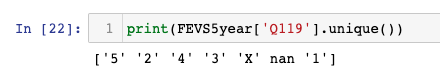 In [22]: 1 print(FEVS5year['Q119'].unique())
['5' '2' '4' '3' 'X' nan '1']